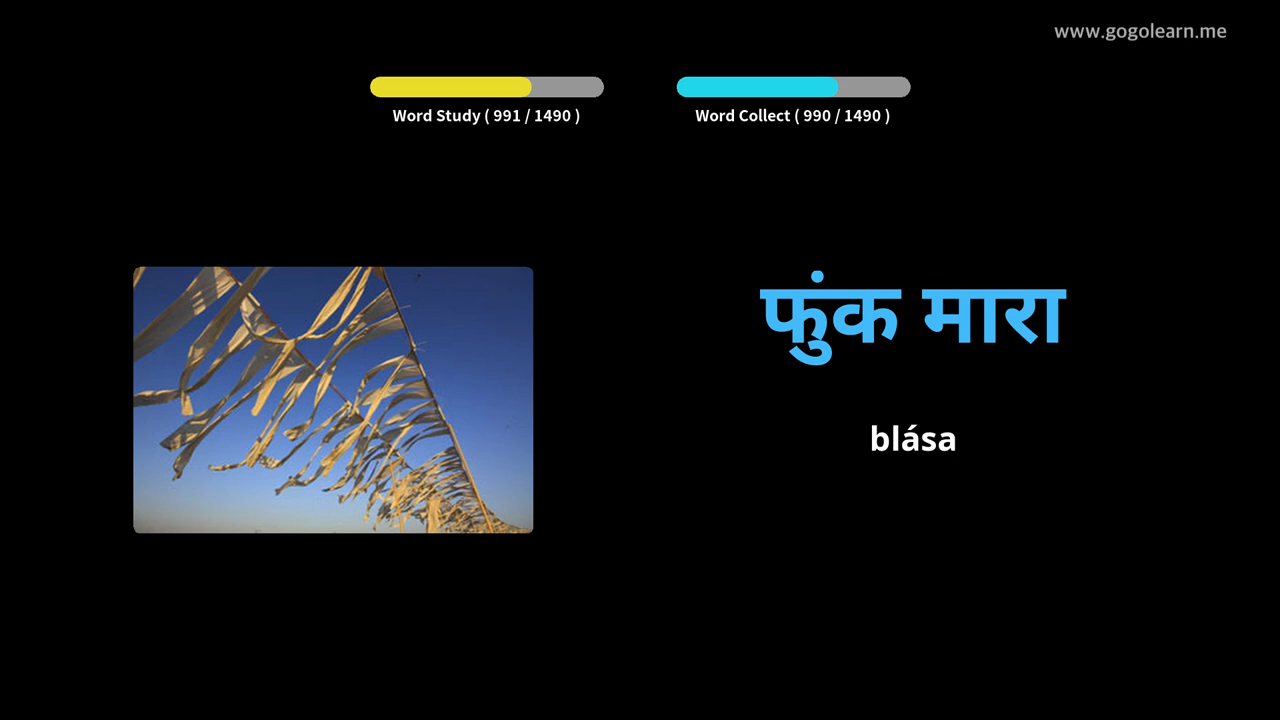 www.gogolearn.me
Word Study ( 991 / 1490 )
Word Collect ( 990 / 1490 )
फुंक मारा
blása